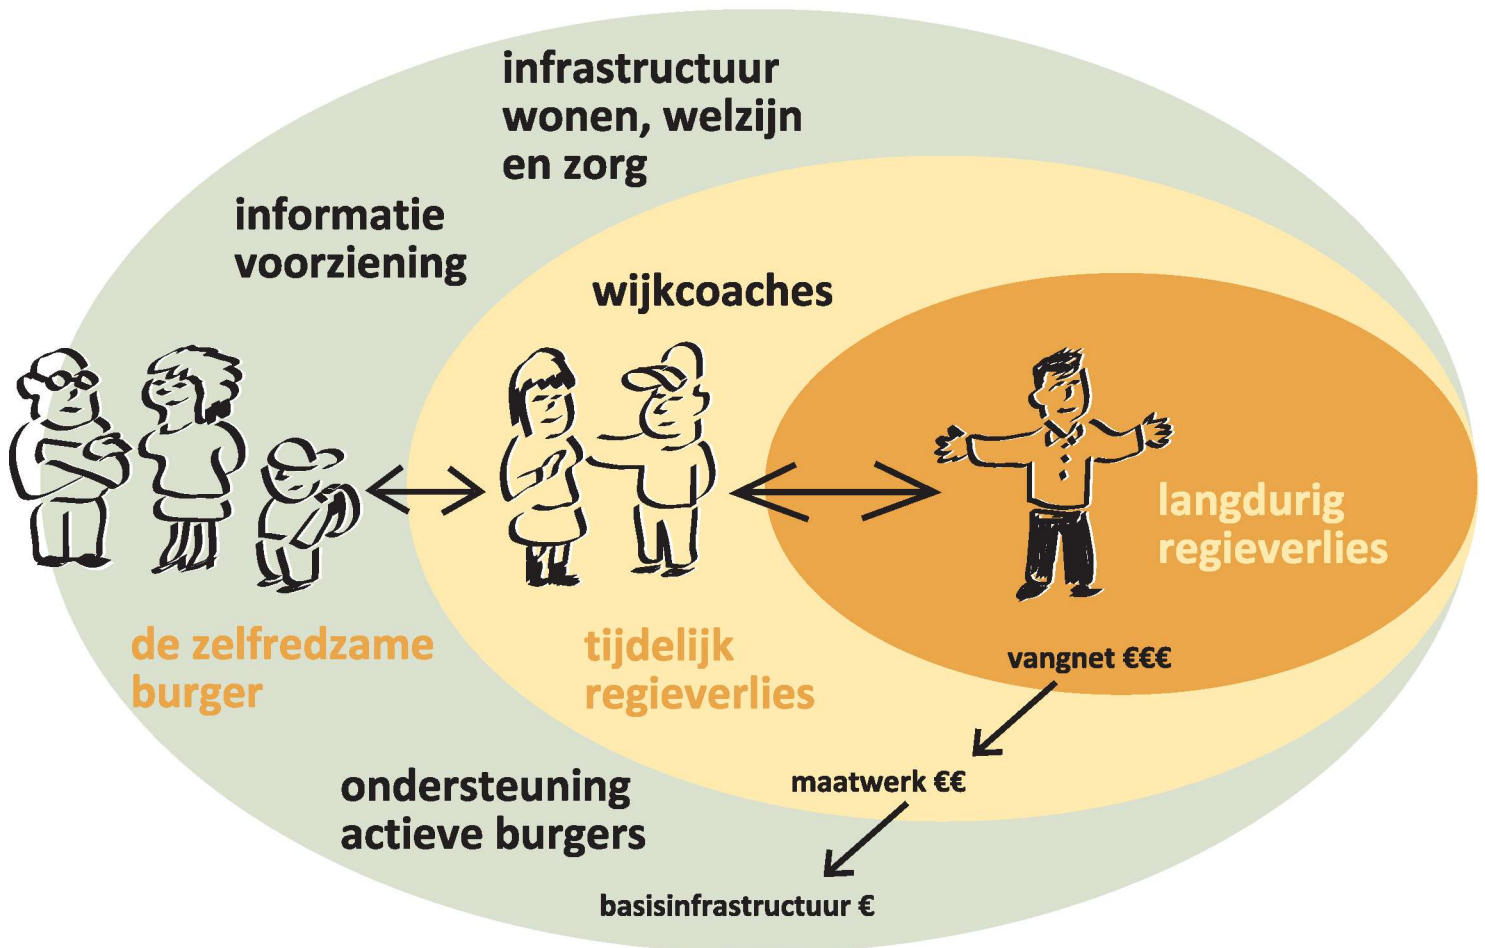 infrastructuur
wonen, welzijn
en zorg
informatie
voorziening
wijkcoaches
langdurig
regieverlies
de zelfredzame
burger
tijdelijk
regieverlies
vangnet €€€
maatwerk €€
ondersteuning
actieve burgers
basisinfrastructuur €